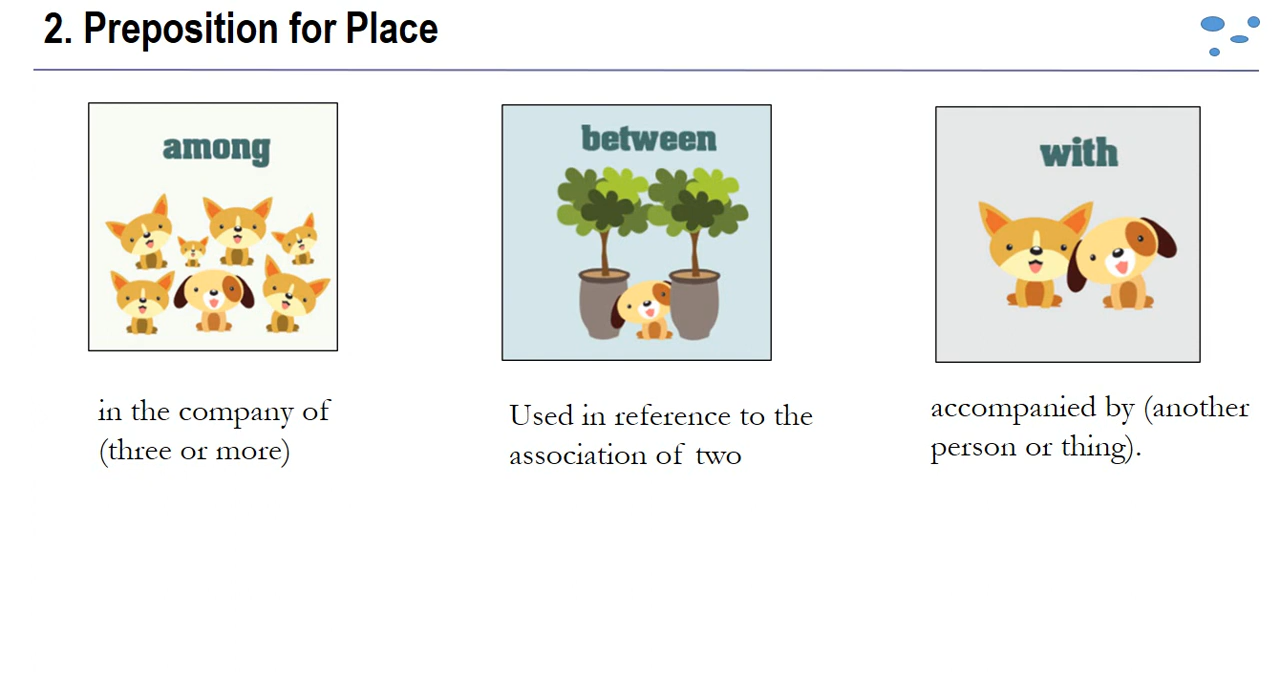 2. Preposition for Place
among
between
with
in the company of
(three or more)
Used in reference to the
association of two
accompanied by (another
person or thing).